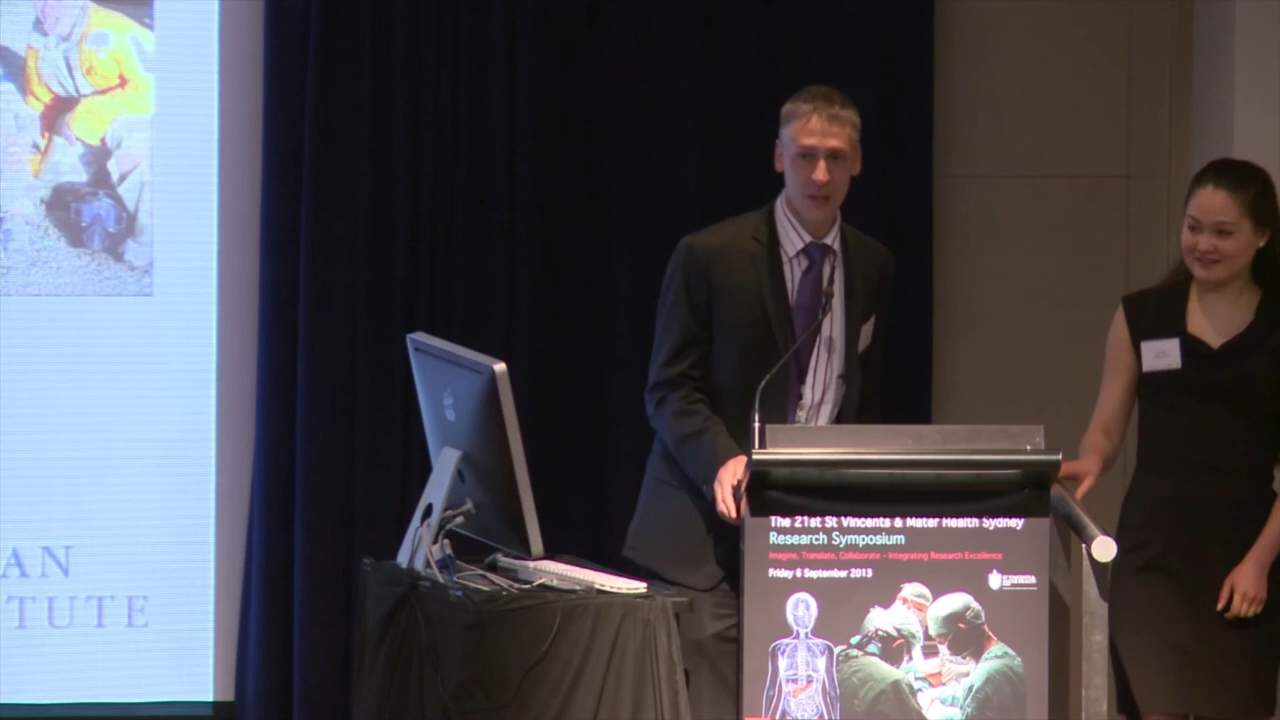 AN
TUTE
The 21st St Vincents & Mater Health Sydney
Research Symposium
Imagine, Translate, Collaborate – Integrating Research Excellence
Friday 6 September 2013